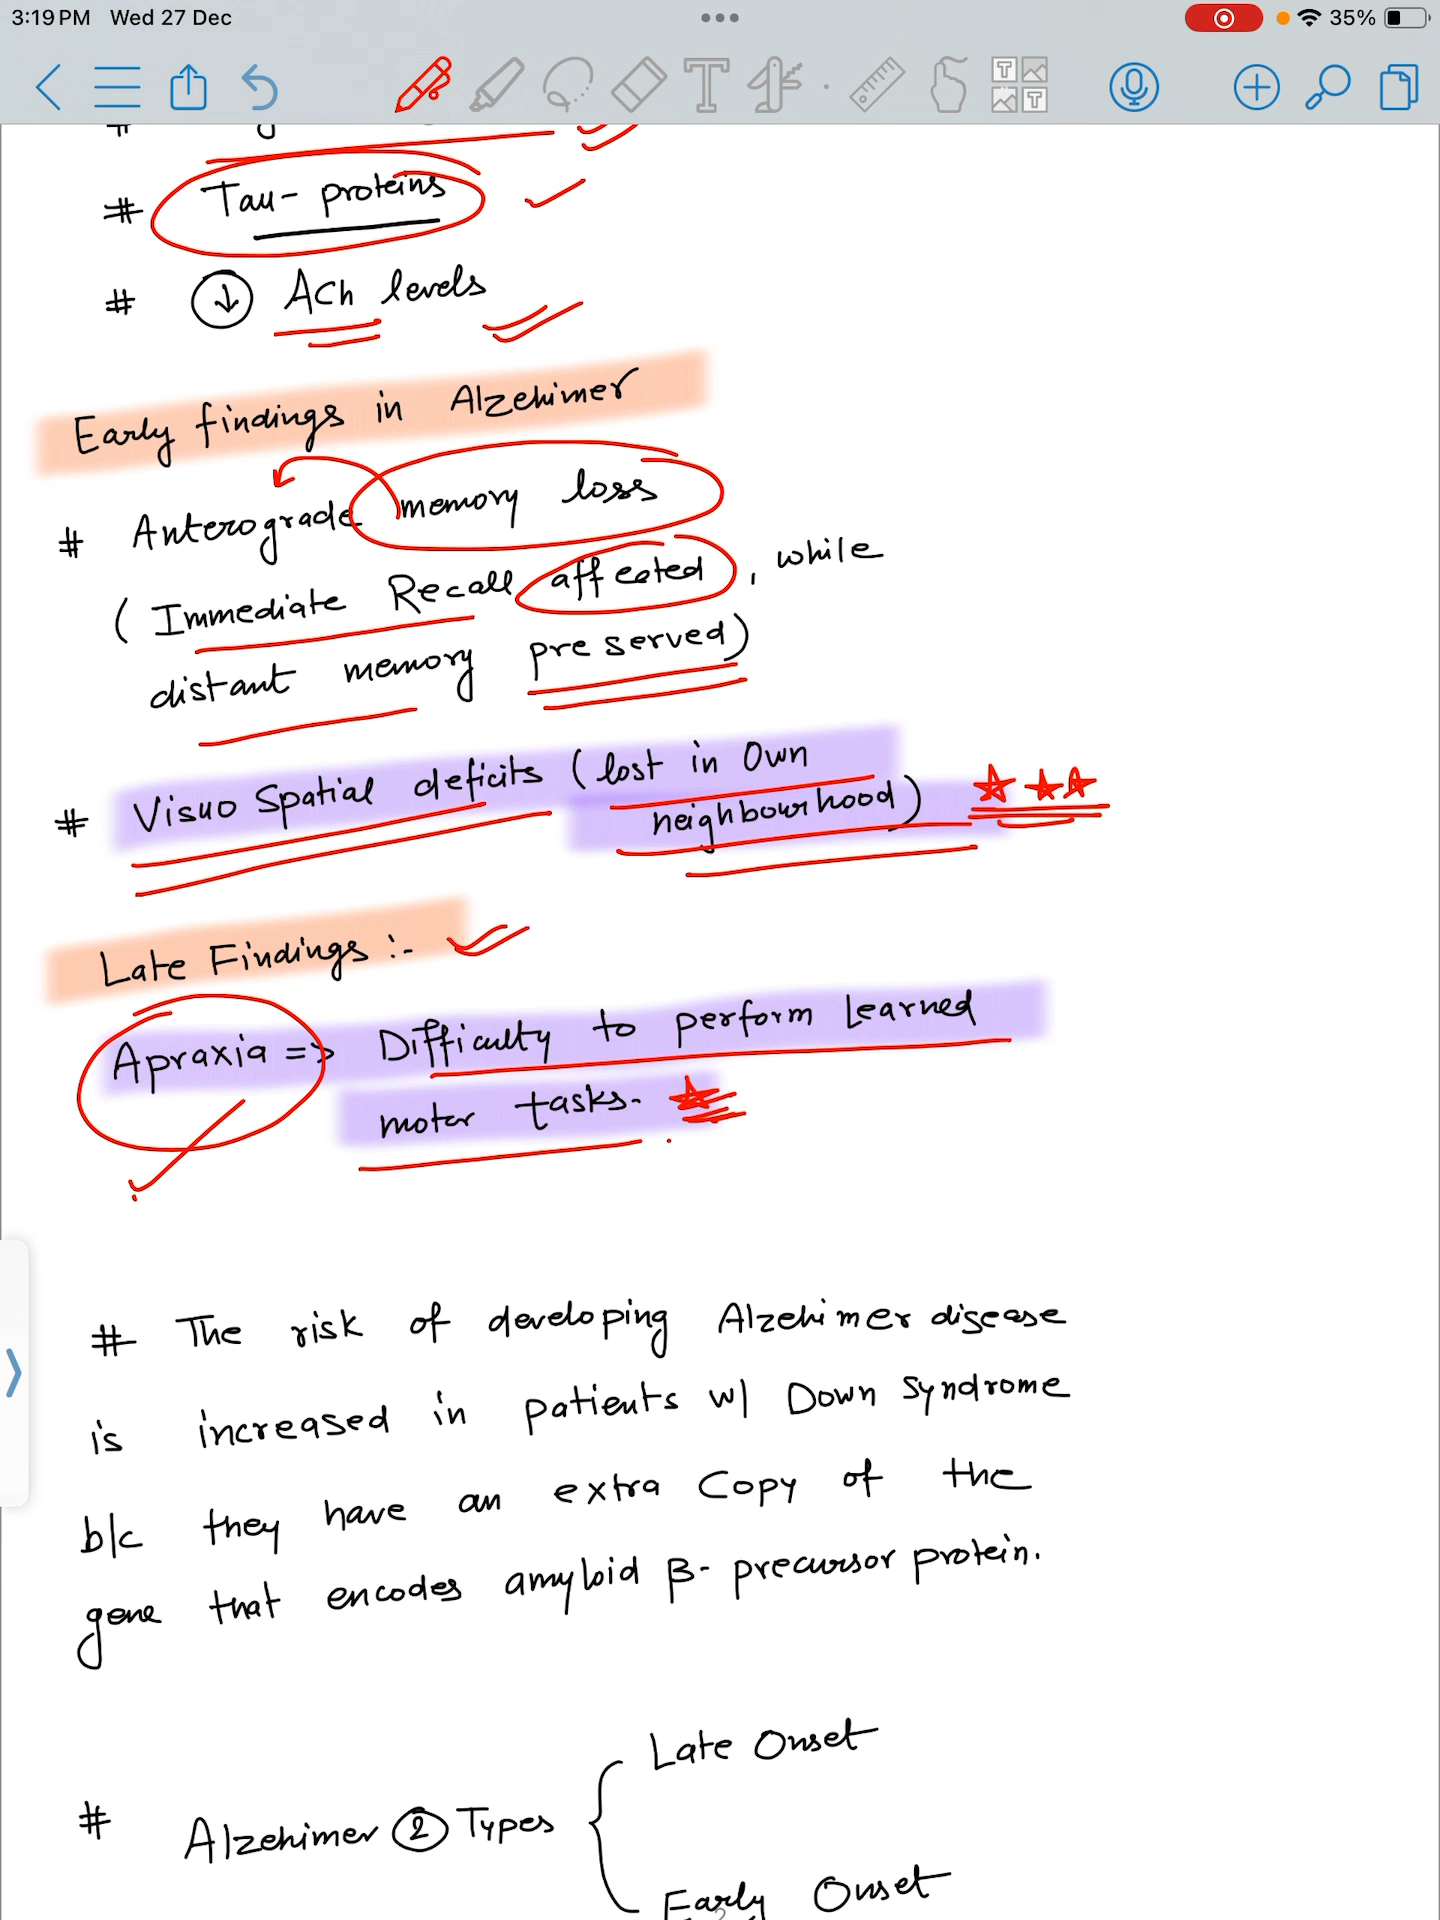 3:19 PM Wed 27 Dec
35%
# Tau- proteins
# ↓ ACh levels
Early findings in Alzehimer
# Anterograde memory loss
( Immediate Recall affected, while
distant memory preserved)
# Visuo Spatial deficits ( lost in Own
neighbourhood)
Late Findings :-
Apraxia => Difficulty to perform Learned
motor tasks.
# The risk of developing Alzehimer disease
is increased in patients w/ Down Syndrome
b/c they have an extra Copy of the
gene that encodes amyloid β- precursor protein.
Late Onset
# Alzehimer 2 Types
Early Onset